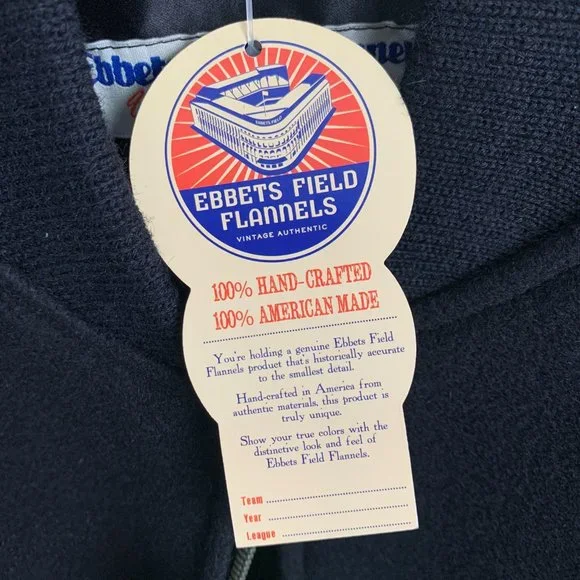 Ebbets
EBBETS FIELD
EBBETS FIELD
FLANNELS
VINTAGE AUTHENTIC
100% HAND-CRAFTED
100% AMERICAN MADE
You're holding a genuine Ebbets Field
Flannels product that's historically accurate
to the smallest detail.
Hand-crafted in America from
authentic materials, this product is
truly unique.
Show your true colors with the
distinctive look and feel of
Ebbets Field Flannels.
Team
Year
League